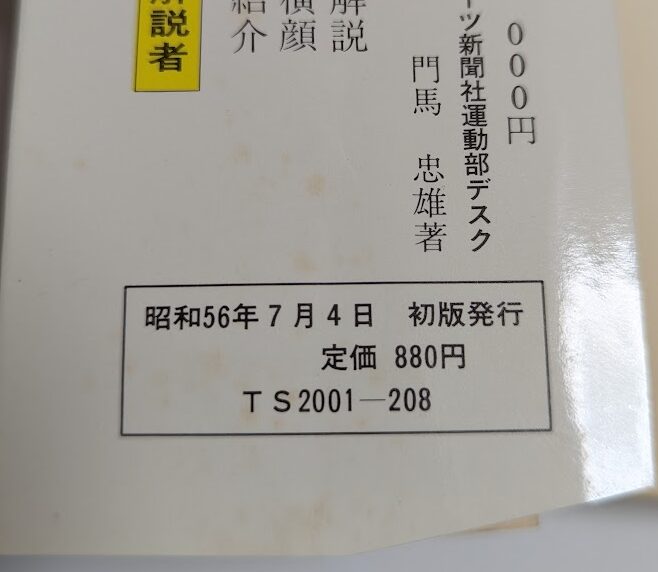 000円
ーツ新聞社運動部デスク
門馬 忠雄著
解説
横顔
紹介
解説者
昭和56年7月4日 初版発行
定価 880円
TS2001―208